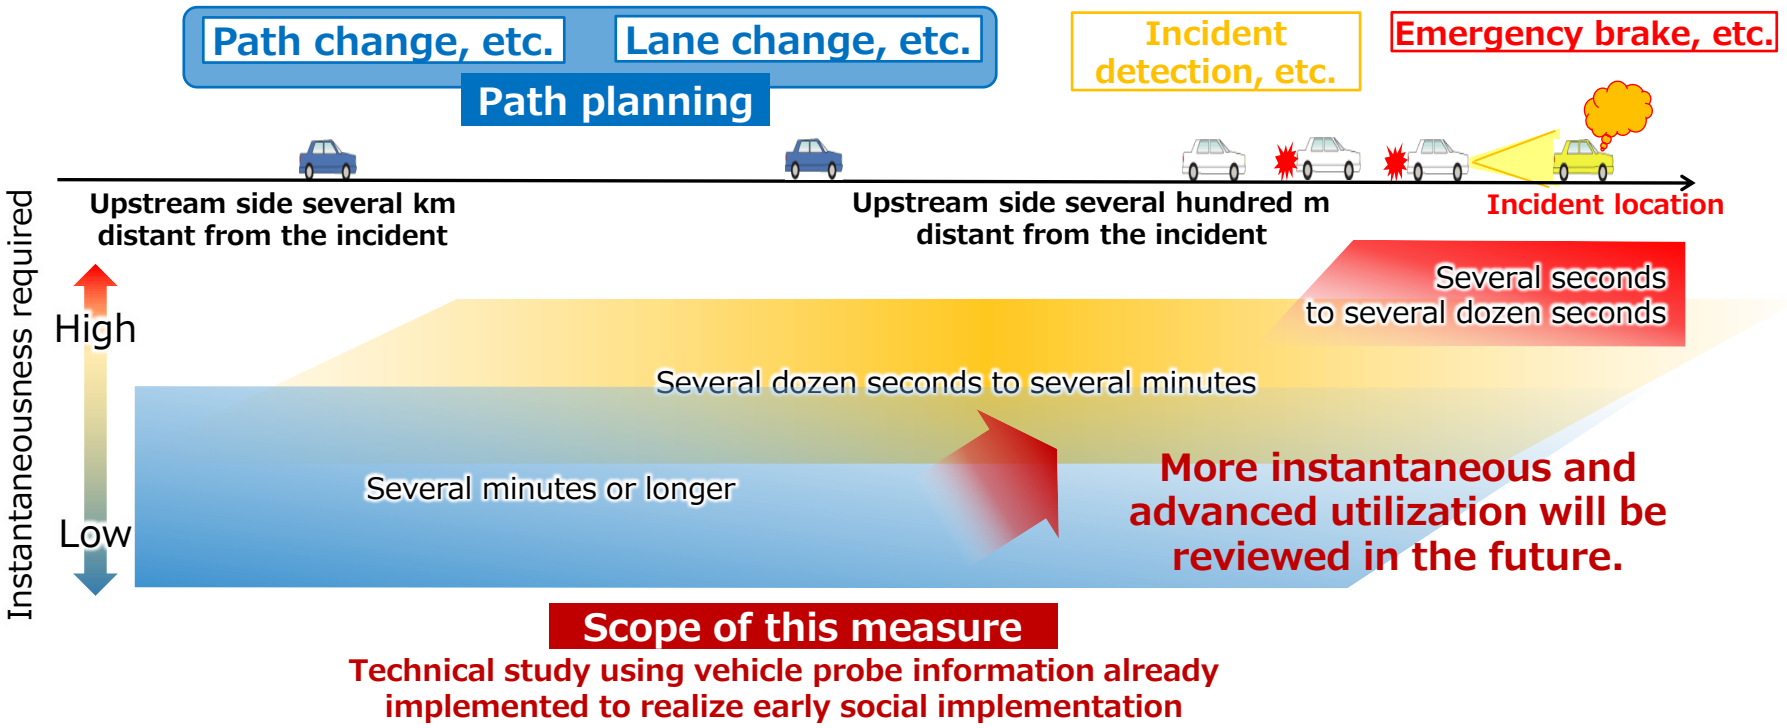 Path change, etc.
Lane change, etc.
Path planning
Incident
detection, etc.
Emergency brake, etc.
Upstream side several km
distant from the incident
Upstream side several hundred m
distant from the incident
Incident location
Instantaneousness required
High
Low
Several seconds
to several dozen seconds
Several dozen seconds to several minutes
Several minutes or longer
More instantaneous and
advanced utilization will be
reviewed in the future.
Scope of this measure
Technical study using vehicle probe information already
implemented to realize early social implementation